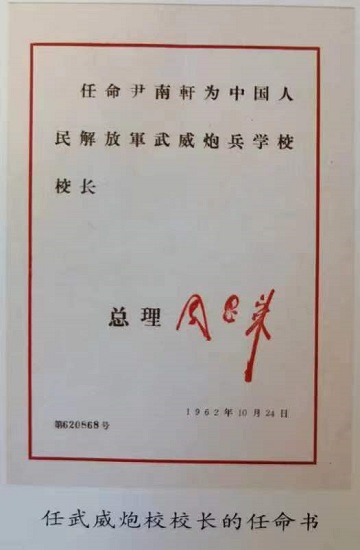 任命尹南軒为中国人
民解放軍武威炮兵学校
校长
总理 周恩来
1962年10月24日
第620868号
任武威炮校校长的任命书